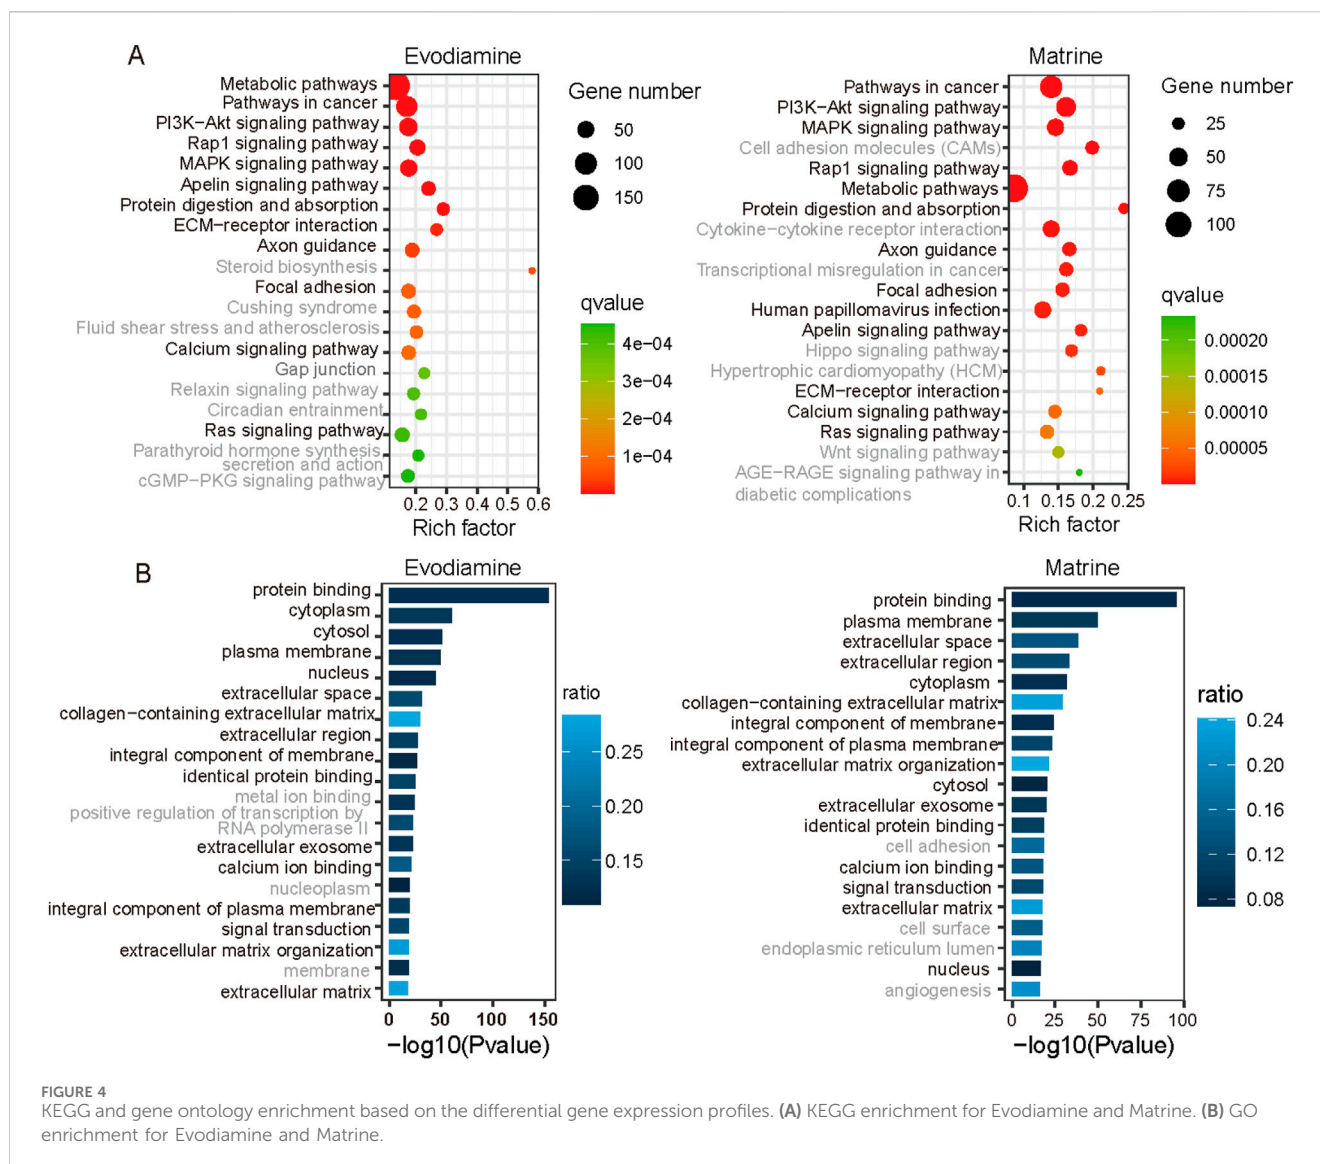 A
Evodiamine
Metabolic pathways
Pathways in cancer
PI3K−Akt signaling pathway
Rap1 signaling pathway
MAPK signaling pathway
Apelin signaling pathway
Protein digestion and absorption
ECM−receptor interaction
Axon guidance
Steroid biosynthesis
Focal adhesion
Cushing syndrome
Fluid shear stress and atherosclerosis
Calcium signaling pathway
Gap junction
Relaxin signaling pathway
Circadian entrainment
Ras signaling pathway
Parathyroid hormone synthesis
secretion and action
cGMP−PKG signaling pathway
0.2 0.3 0.4 0.5 0.6
Rich factor
Gene number
50
100
150
qvalue
4e−04
3e−04
2e−04
1e−04
Matrine
Pathways in cancer
PI3K−Akt signaling pathway
MAPK signaling pathway
Cell adhesion molecules (CAMs)
Rap1 signaling pathway
Metabolic pathways
Protein digestion and absorption
Cytokine−cytokine receptor interaction
Axon guidance
Transcriptional misregulation in cancer
Focal adhesion
Human papillomavirus infection
Apelin signaling pathway
Hippo signaling pathway
Hypertrophic cardiomyopathy (HCM)
ECM−receptor interaction
Calcium signaling pathway
Ras signaling pathway
Wnt signaling pathway
AGE−RAGE signaling pathway in
diabetic complications
0.1 0.15 0.2 0.25
Rich factor
Gene number
25
50
75
100
qvalue
0.00020
0.00015
0.00010
0.00005
B
Evodiamine
protein binding
cytoplasm
cytosol
plasma membrane
nucleus
extracellular space
collagen−containing extracellular matrix
extracellular region
integral component of membrane
identical protein binding
metal ion binding
positive regulation of transcription by
RNA polymerase II
extracellular exosome
calcium ion binding
nucleoplasm
integral component of plasma membrane
signal transduction
extracellular matrix organization
membrane
extracellular matrix
0 50 100 150
−log10(Pvalue)
ratio
0.25
0.20
0.15
Matrine
protein binding
plasma membrane
extracellular space
extracellular region
cytoplasm
collagen−containing extracellular matrix
integral component of membrane
integral component of plasma membrane
extracellular matrix organization
cytosol
extracellular exosome
identical protein binding
cell adhesion
calcium ion binding
signal transduction
extracellular matrix
cell surface
endoplasmic reticulum lumen
nucleus
angiogenesis
0 25 50 75 100
−log10(Pvalue)
ratio
0.24
0.20
0.16
0.12
0.08
FIGURE 4
KEGG and gene ontology enrichment based on the differential gene expression profiles. (A) KEGG enrichment for Evodiamine and Matrine. (B) GO
enrichment for Evodiamine and Matrine.